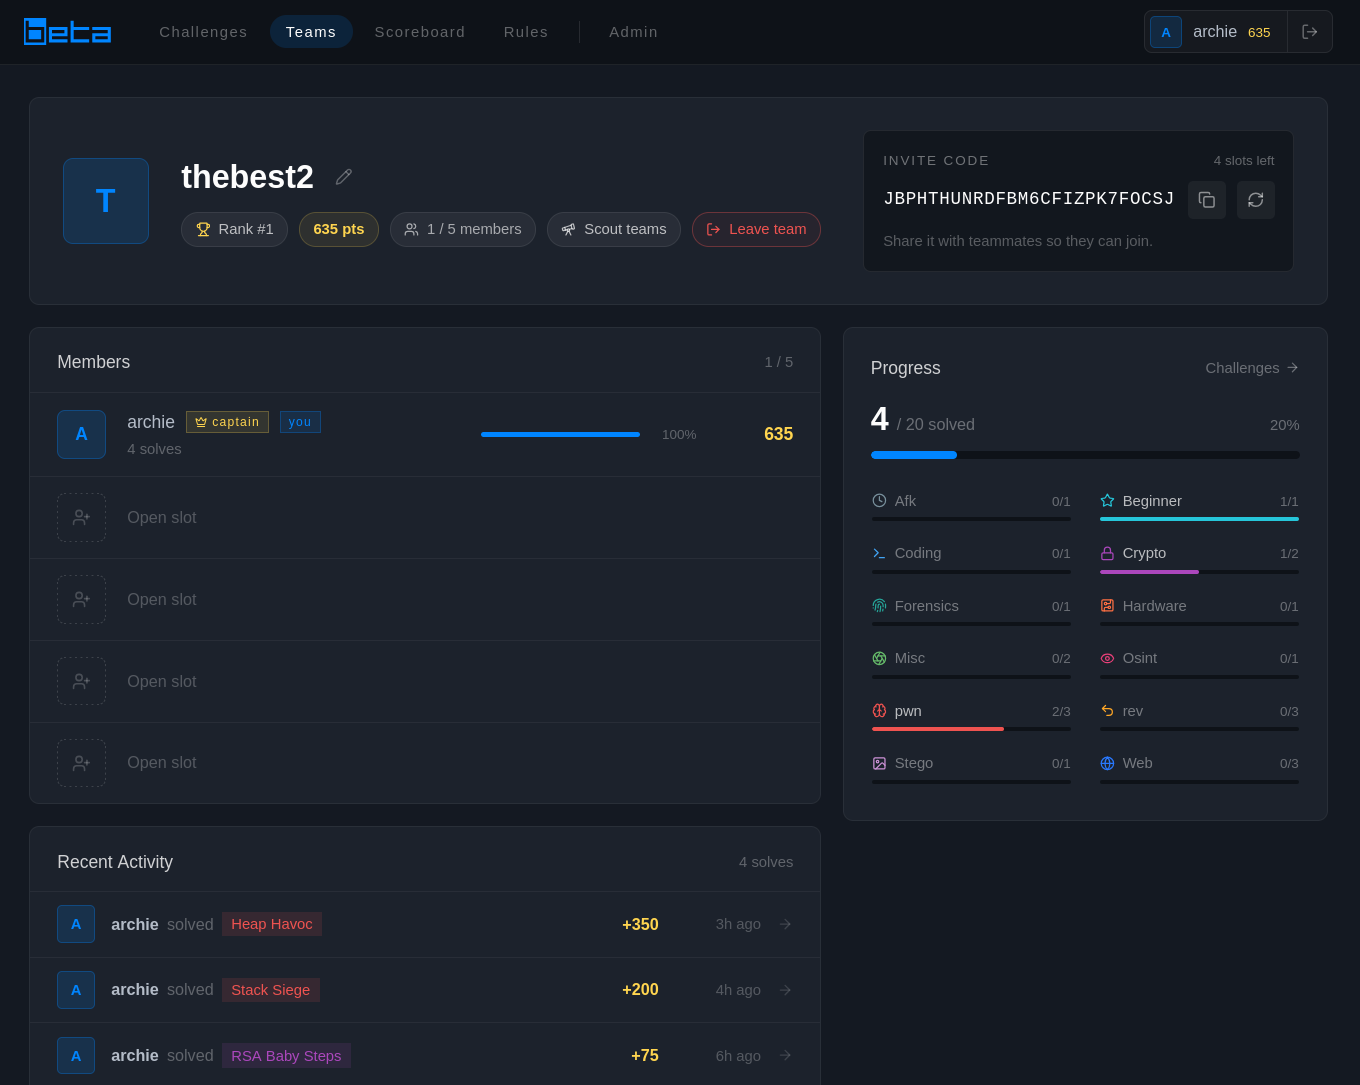 beta Challenges Teams Scoreboard Rules Admin A archie 635
T thebest2
Rank #1 635 pts 1 / 5 members Scout teams Leave team
INVITE CODE 4 slots left
JBPHTHUNRDFBM6CFIZPK7FOCSJ
Share it with teammates so they can join.
Members 1 / 5
A archie captain you 100% 635
4 solves
Open slot
Open slot
Open slot
Open slot
Recent Activity 4 solves
A archie solved Heap Havoc +350 3h ago
A archie solved Stack Siege +200 4h ago
A archie solved RSA Baby Steps +75 6h ago
Progress Challenges
4 / 20 solved 20%
Afk 0/1 Beginner 1/1
Coding 0/1 Crypto 1/2
Forensics 0/1 Hardware 0/1
Misc 0/2 Osint 0/1
pwn 2/3 rev 0/3
Stego 0/1 Web 0/3